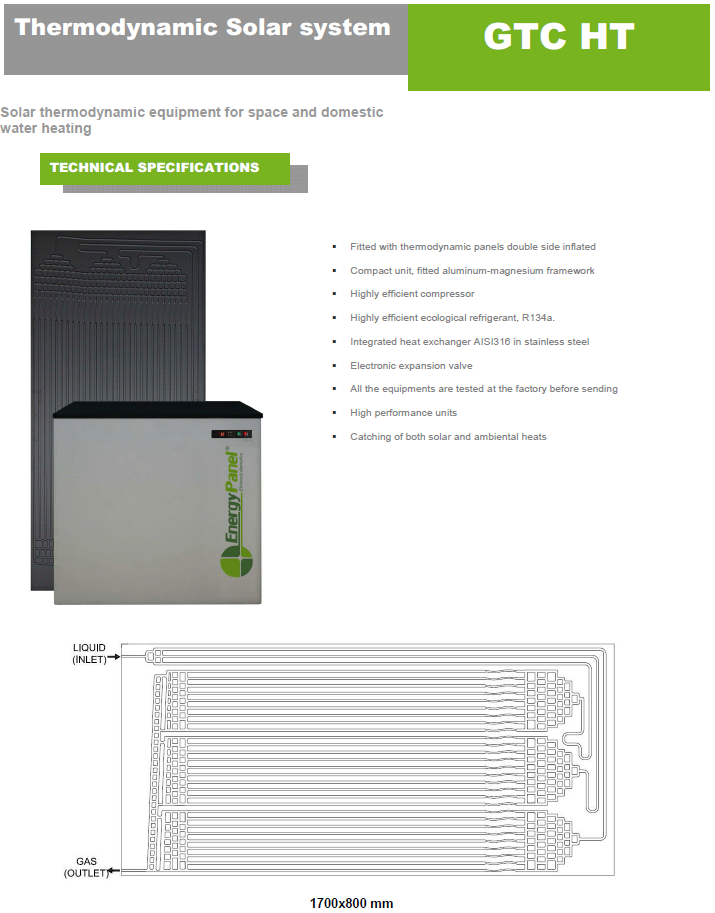 Thermodynamic Solar system
GTC HT
Solar thermodynamic equipment for space and domestic
water heating
TECHNICAL SPECIFICATIONS
▪ Fitted with thermodynamic panels double side inflated
▪ Compact unit, fitted aluminum-magnesium framework
▪ Highly efficient compressor
▪ Highly efficient ecological refrigerant, R134a.
▪ Integrated heat exchanger AISI316 in stainless steel
▪ Electronic expansion valve
▪ All the equipments are tested at the factory before sending
▪ High performance units
▪ Catching of both solar and ambiental heats
EnergyPanel®
LIQUID
(INLET)
GAS
(OUTLET)
1700x800 mm